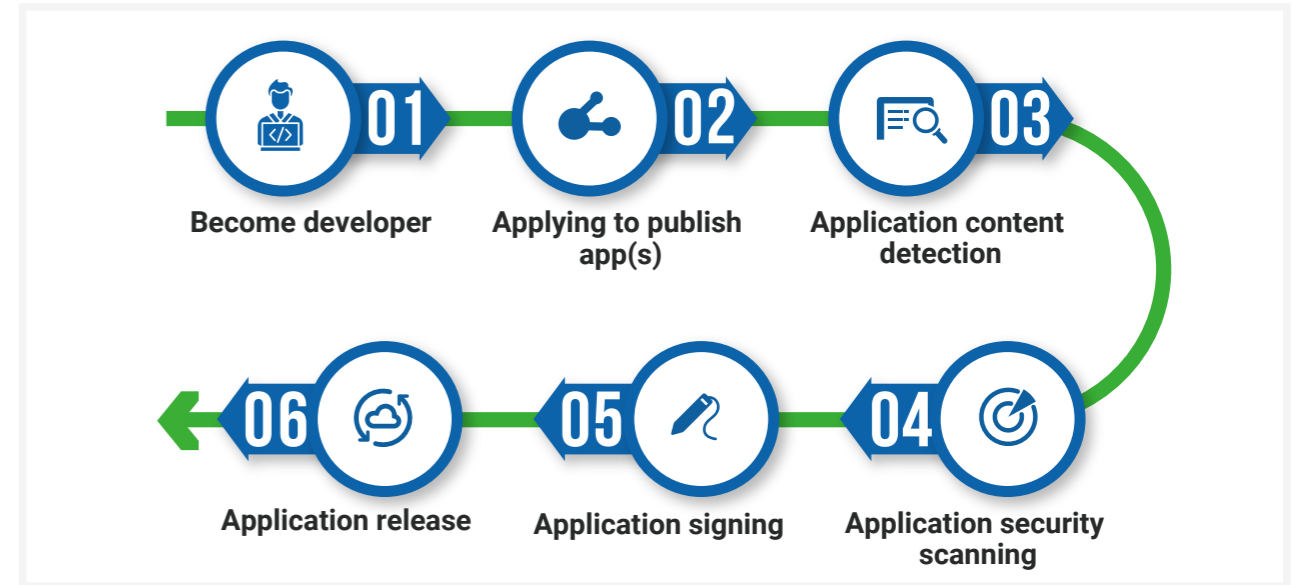 01
02
03
Become developer
Applying to publish
app(s)
Application content
detection
06
05
04
Application release
Application signing
Application security
scanning